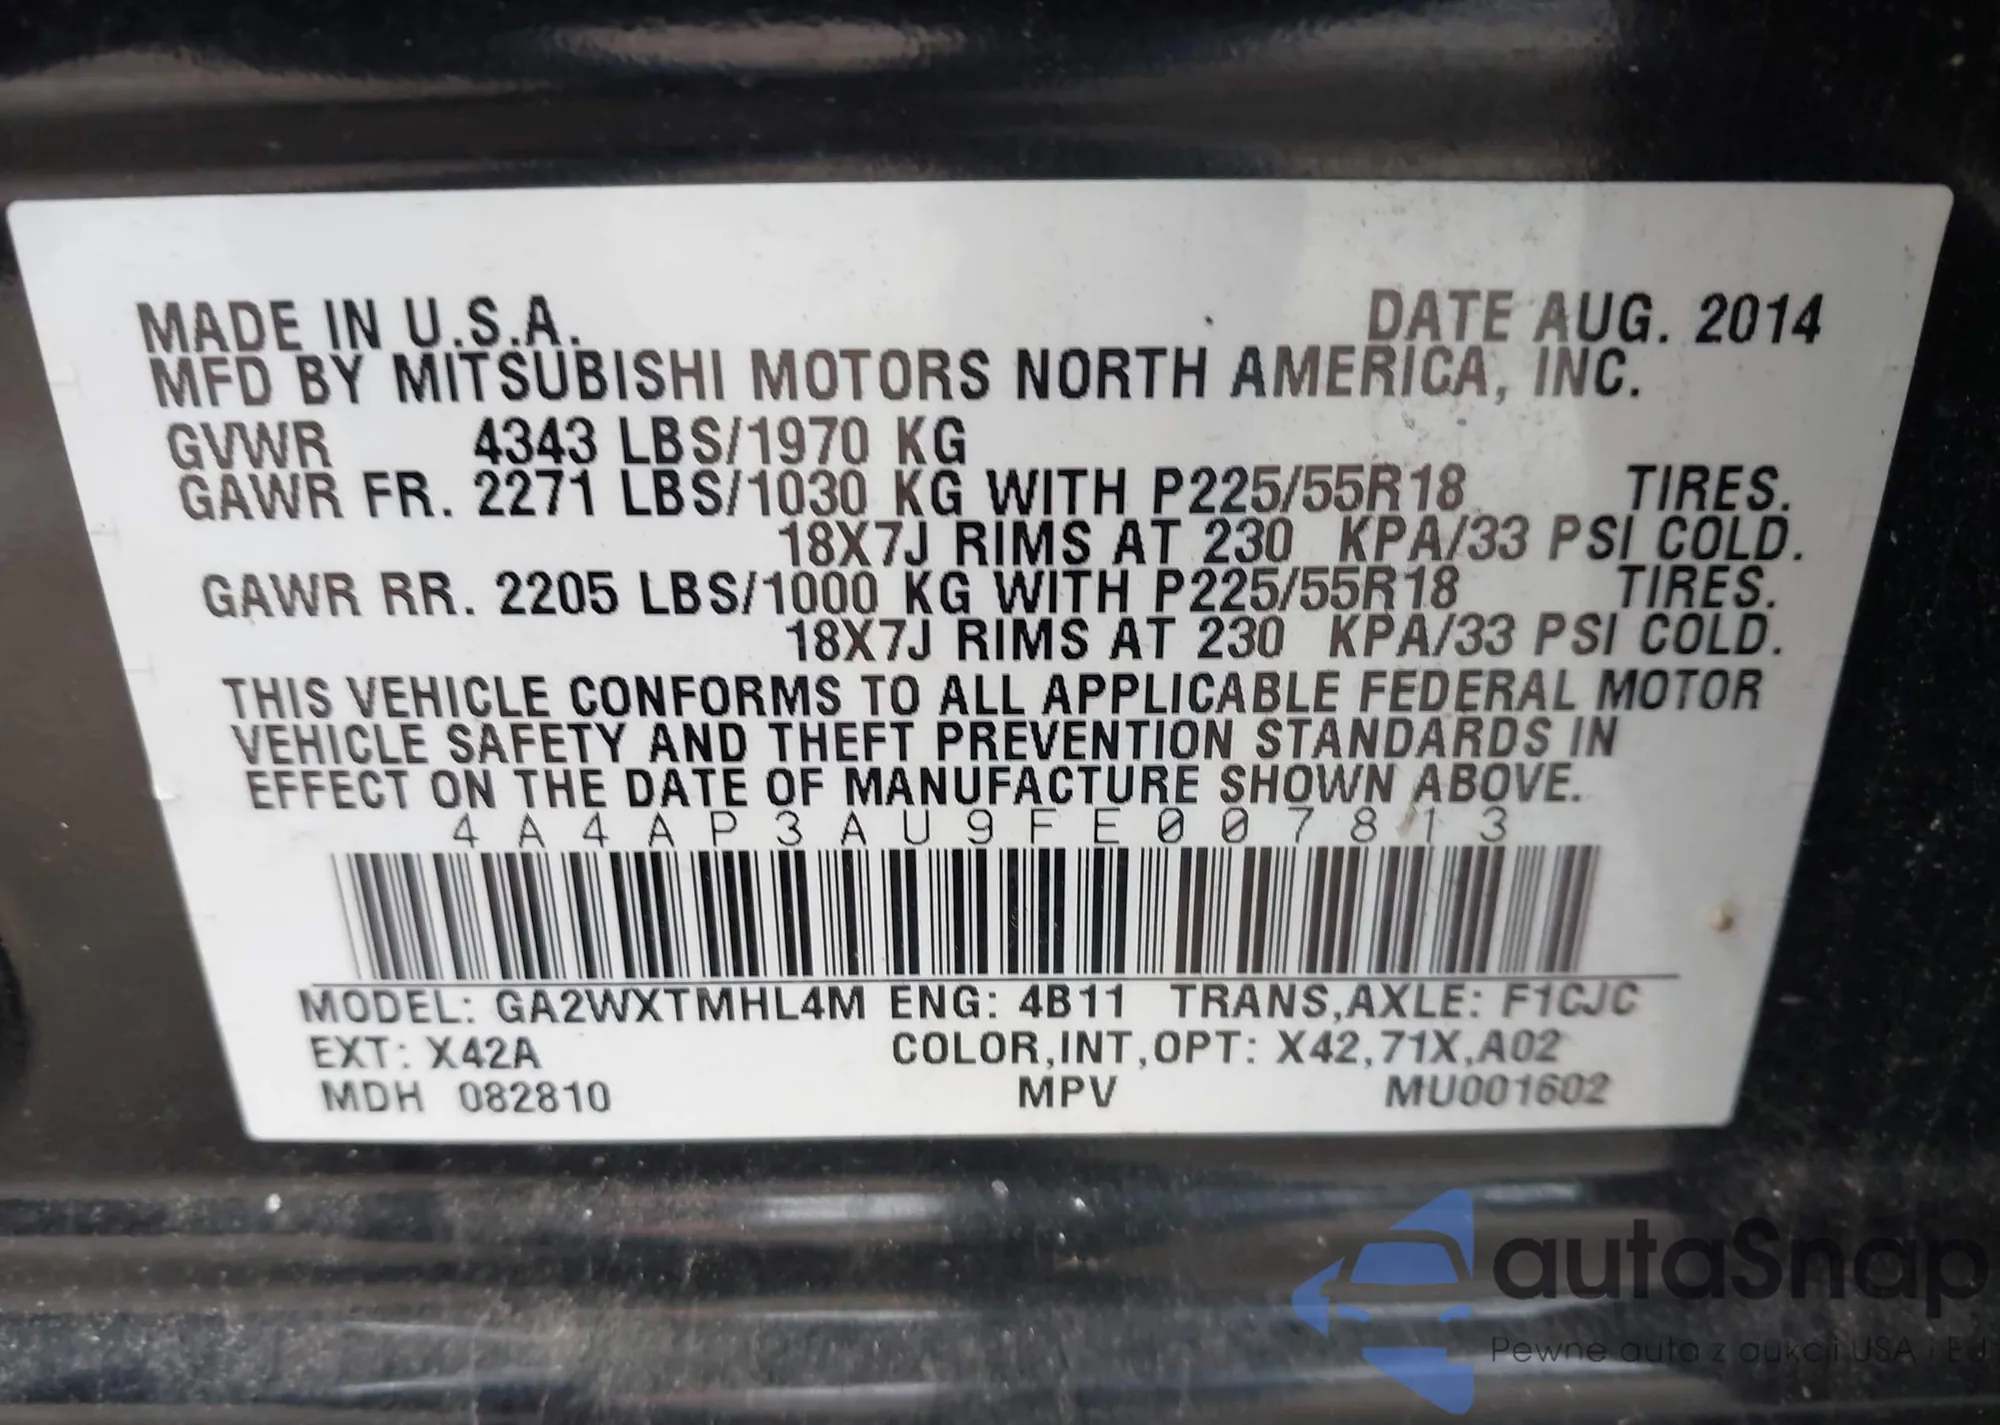 MADE IN U.S.A. DATE AUG. 2014
MFD BY MITSUBISHI MOTORS NORTH AMERICA, INC.
GVWR 4343 LBS/1970 KG
GAWR FR. 2271 LBS/1030 KG WITH P225/55R18 TIRES.
18X7J RIMS AT 230 KPA/33 PSI COLD.
GAWR RR. 2205 LBS/1000 KG WITH P225/55R18 TIRES.
18X7J RIMS AT 230 KPA/33 PSI COLD.
THIS VEHICLE CONFORMS TO ALL APPLICABLE FEDERAL MOTOR
VEHICLE SAFETY AND THEFT PREVENTION STANDARDS IN
EFFECT ON THE DATE OF MANUFACTURE SHOWN ABOVE.
4A4AP3AU9FE007813
MODEL: GA2WXTMHL4M ENG: 4B11 TRANS,AXLE: F1CJC
EXT: X42A COLOR,INT,OPT: X42,71X,A02
MDH 082810 MPV MU001602
autaSnap
Pewne auto z aukcji USA i EU